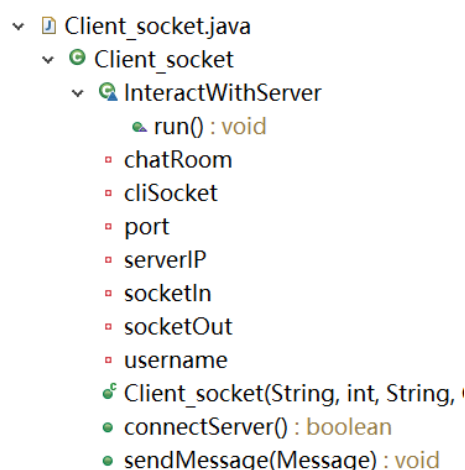 Client_socket.java
Client_socket
InteractWithServer
run() : void
chatRoom
cliSocket
port
serverIP
socketIn
socketOut
username
Client_socket(String, int, String,
connectServer() : boolean
sendMessage(Message) : void